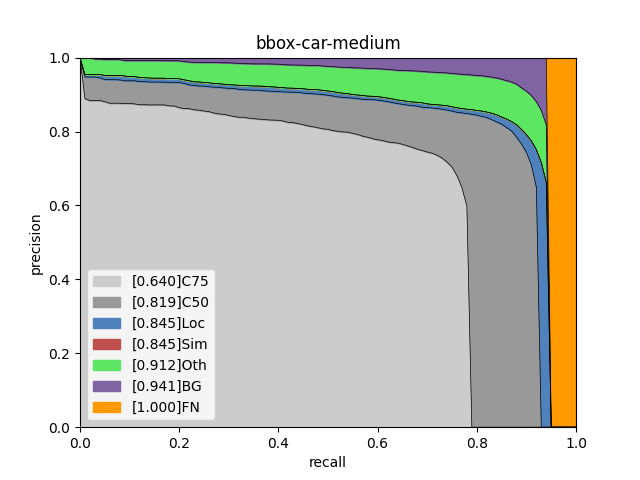 bbox-car-medium
1.0
0.8
0.6
0.4
0.2
0.0
precision
[0.640]C75
[0.819]C50
[0.845]Loc
[0.845]Sim
[0.912]Oth
[0.941]BG
[1.000]FN
0.0 0.2 0.4 0.6 0.8 1.0
recall